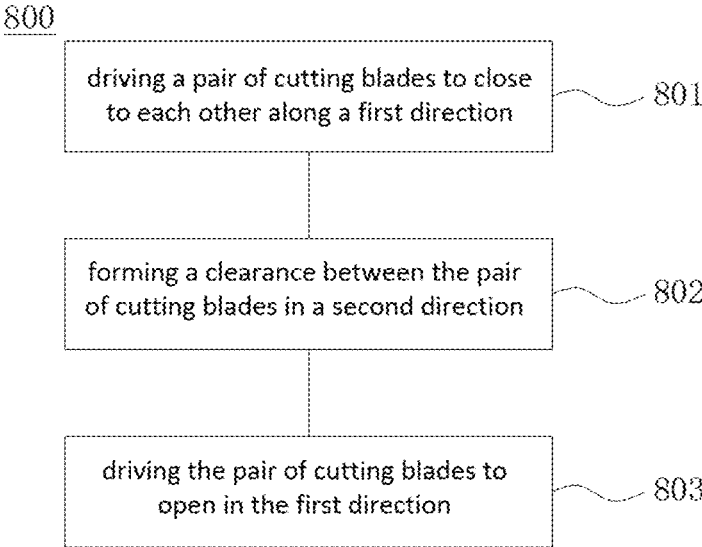 800
driving a pair of cutting blades to close
to each other along a first direction
801
forming a clearance between the pair
of cutting blades in a second direction
802
driving the pair of cutting blades to
open in the first direction
803